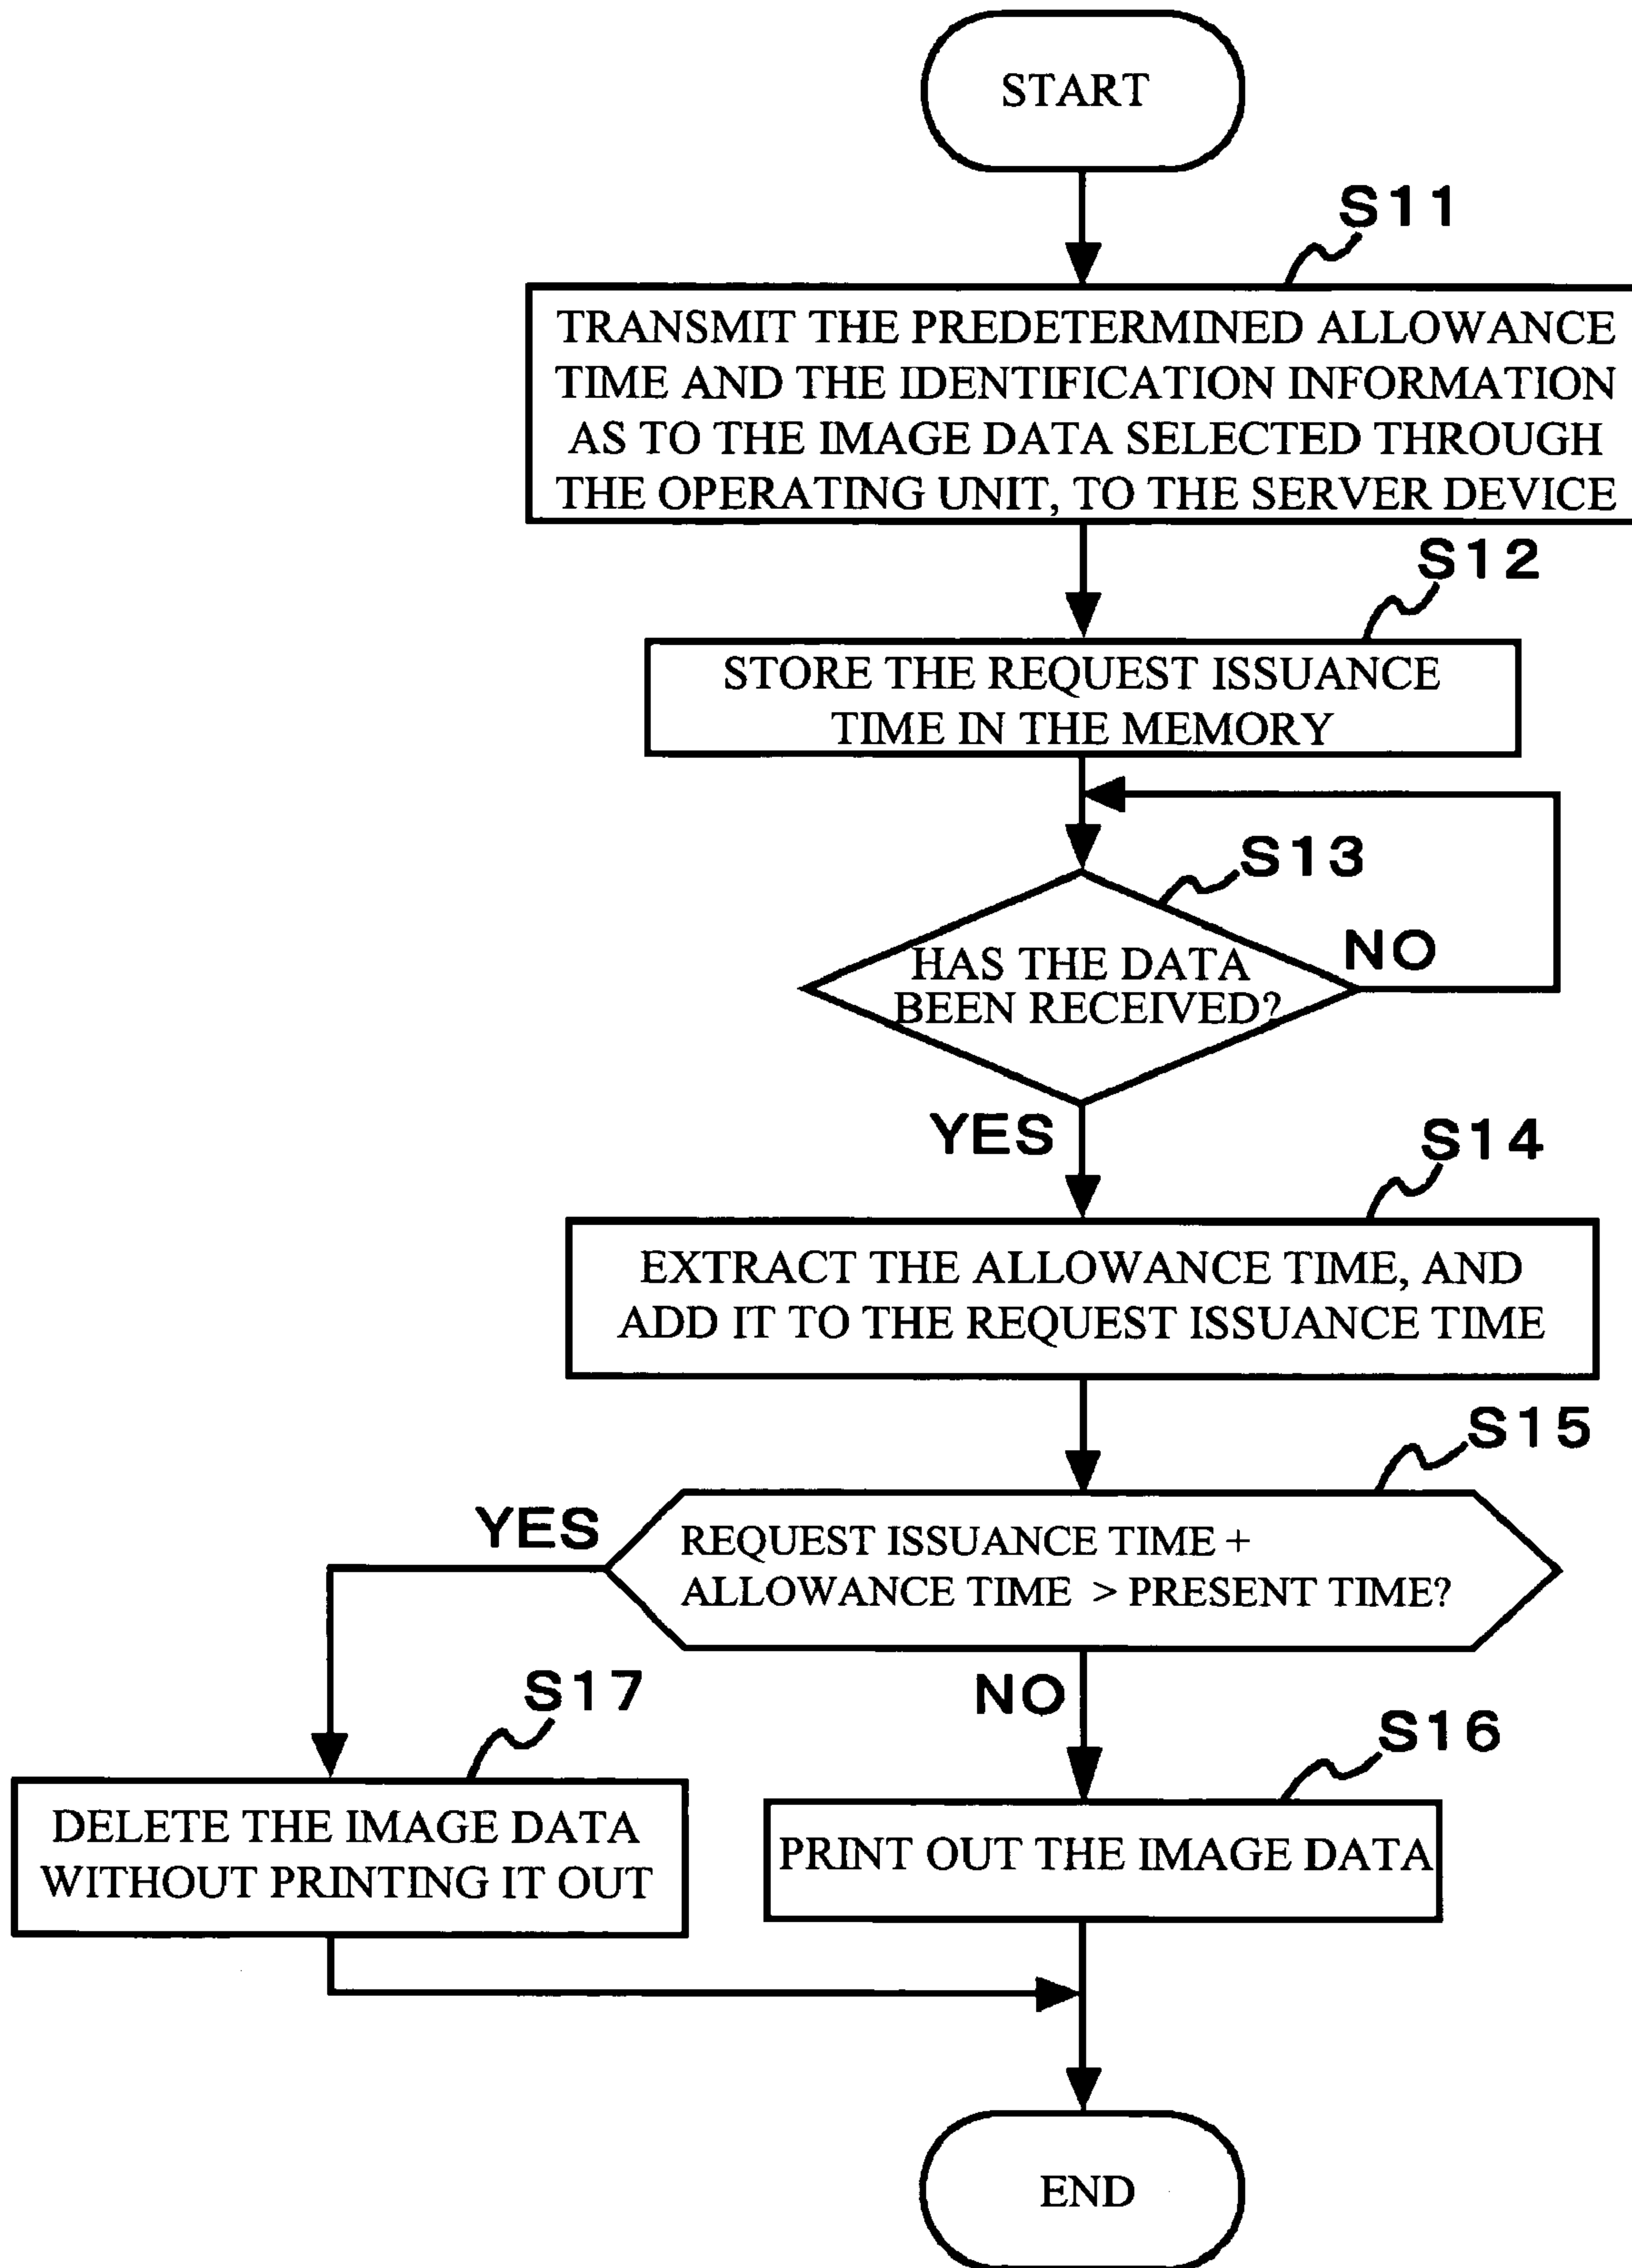 START
S11
TRANSMIT THE PREDETERMINED ALLOWANCE
TIME AND THE IDENTIFICATION INFORMATION
AS TO THE IMAGE DATA SELECTED THROUGH
THE OPERATING UNIT, TO THE SERVER DEVICE
S12
STORE THE REQUEST ISSUANCE
TIME IN THE MEMORY
S13
HAS THE DATA
BEEN RECEIVED?
NO
YES
S14
EXTRACT THE ALLOWANCE TIME, AND
ADD IT TO THE REQUEST ISSUANCE TIME
S15
YES
REQUEST ISSUANCE TIME +
ALLOWANCE TIME > PRESENT TIME?
NO
S17
DELETE THE IMAGE DATA
WITHOUT PRINTING IT OUT
S16
PRINT OUT THE IMAGE DATA
END